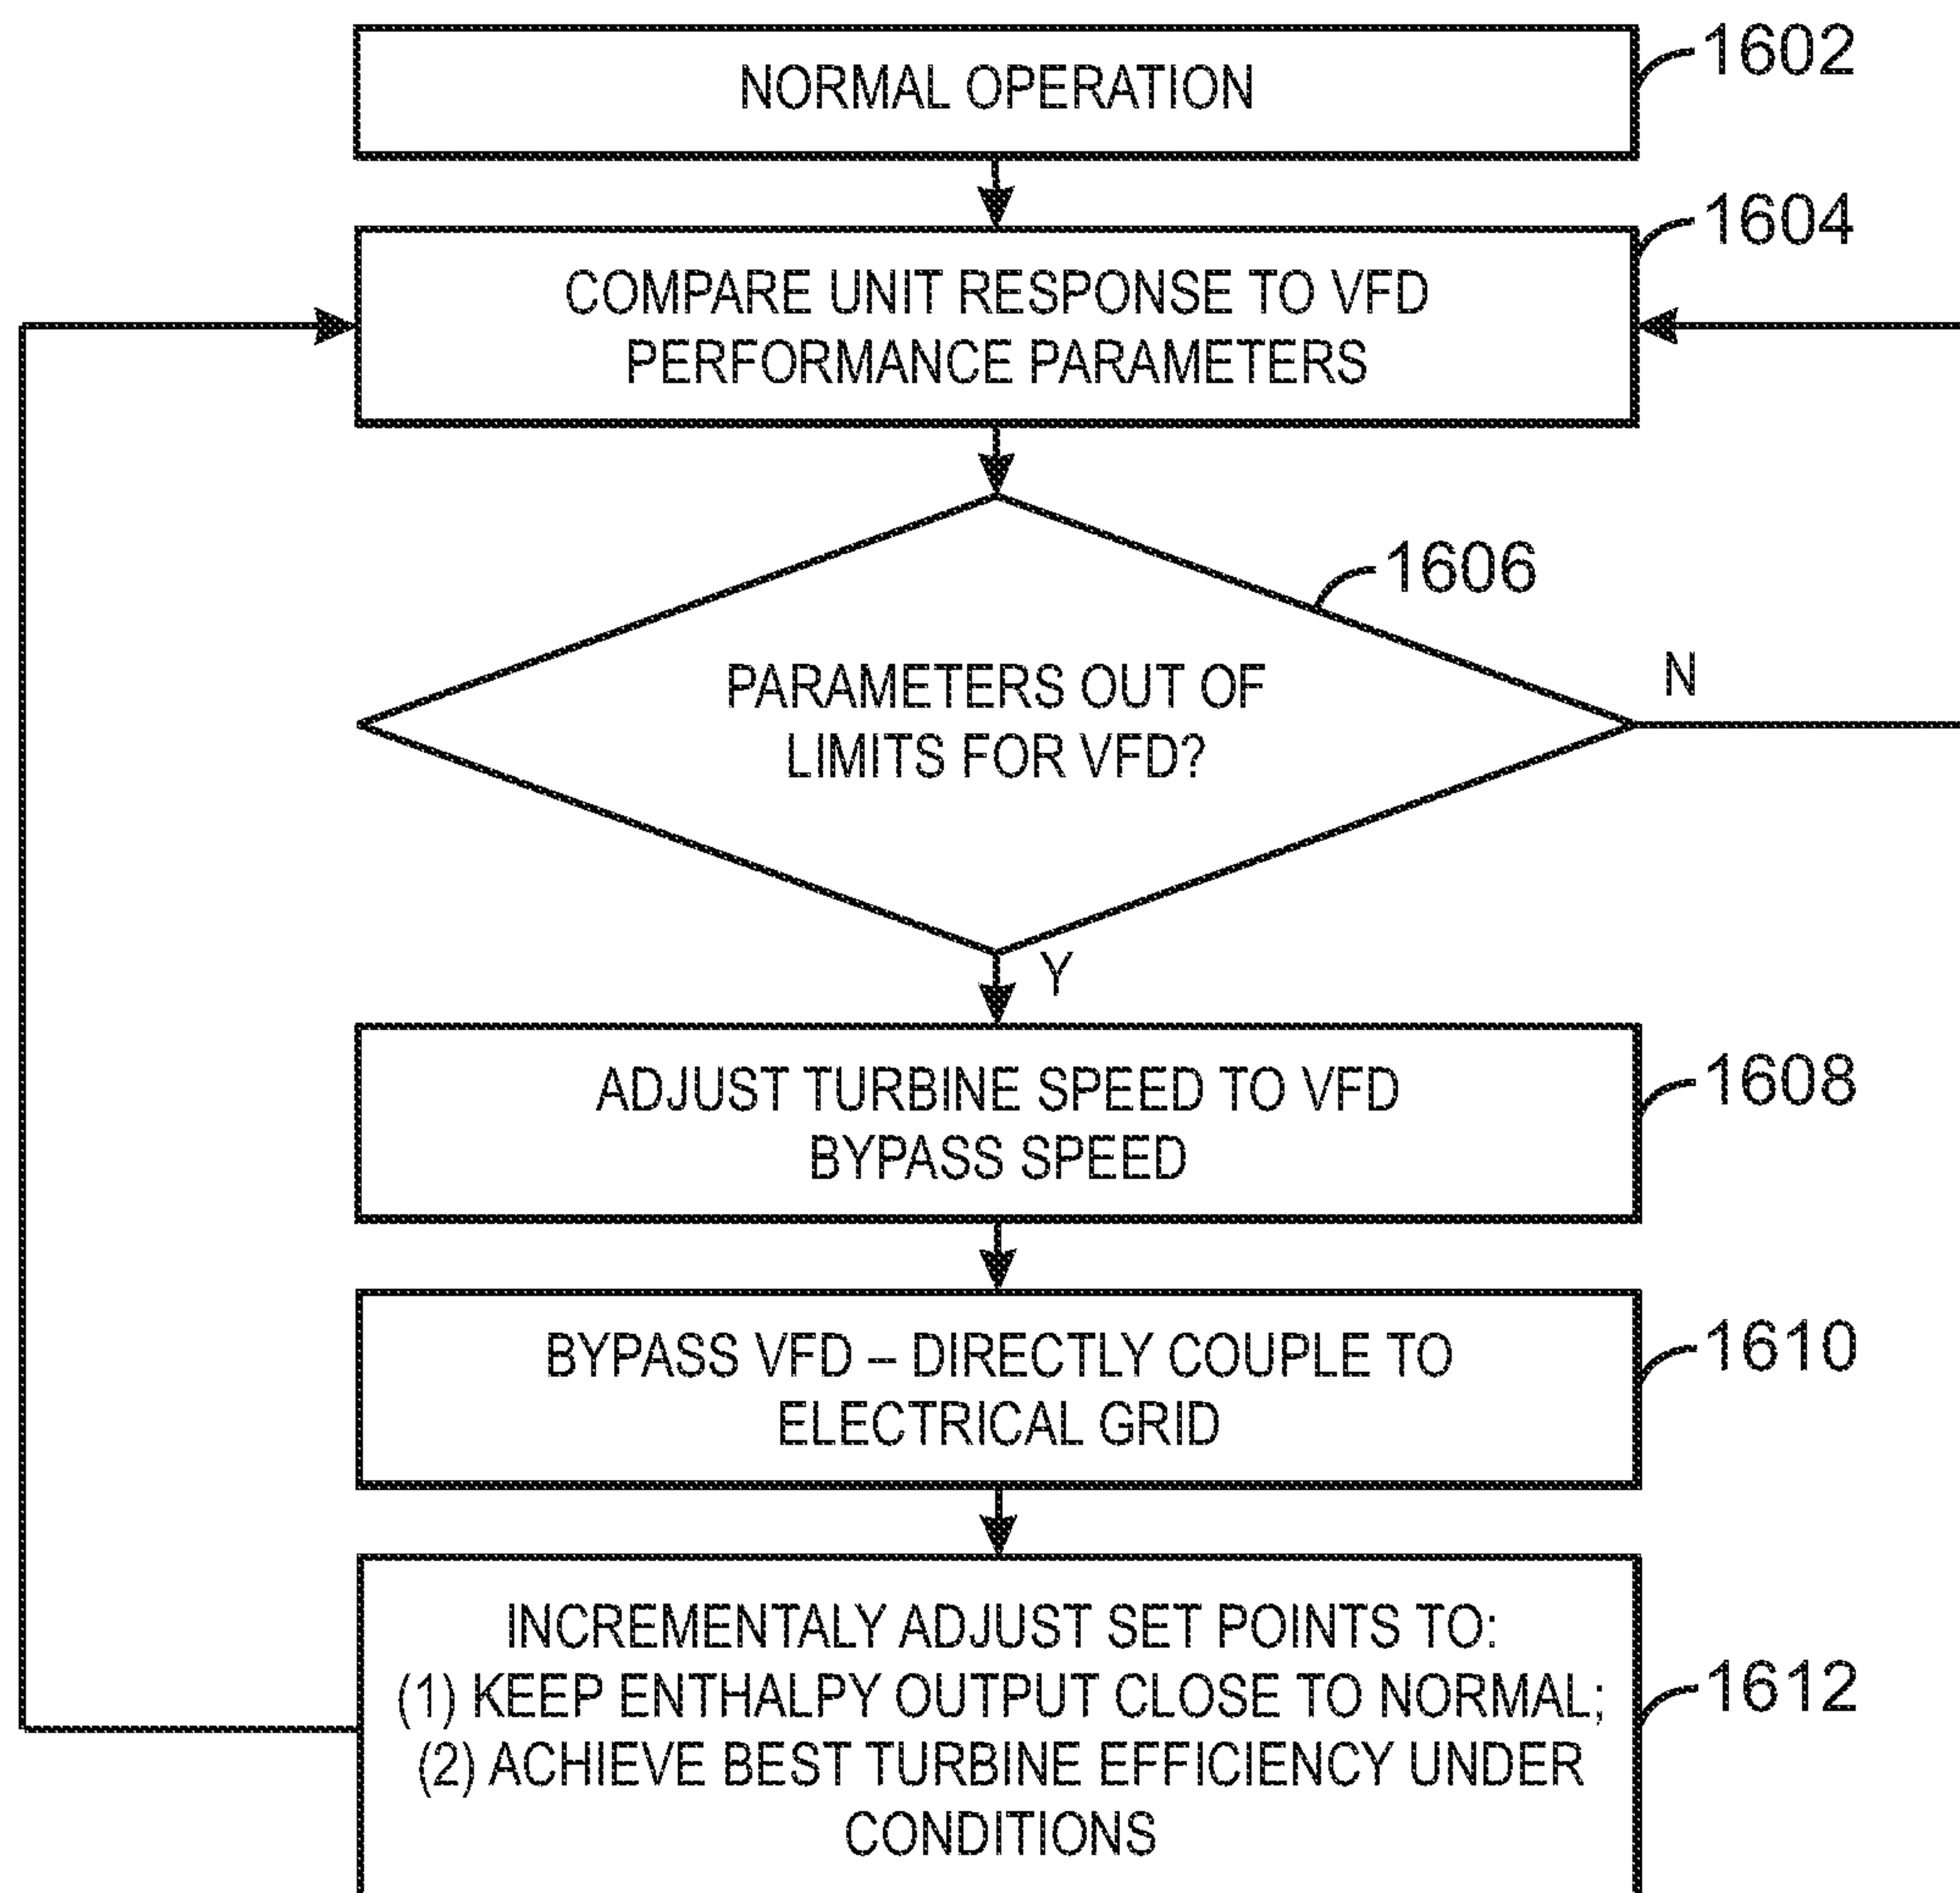 NORMAL OPERATION
1602
COMPARE UNIT RESPONSE TO VFD
PERFORMANCE PARAMETERS
1604
PARAMETERS OUT OF
LIMITS FOR VFD?
1606
N
Y
ADJUST TURBINE SPEED TO VFD
BYPASS SPEED
1608
BYPASS VFD – DIRECTLY COUPLE TO
ELECTRICAL GRID
1610
INCREMENTALY ADJUST SET POINTS TO:
(1) KEEP ENTHALPY OUTPUT CLOSE TO NORMAL;
(2) ACHIEVE BEST TURBINE EFFICIENCY UNDER
CONDITIONS
1612